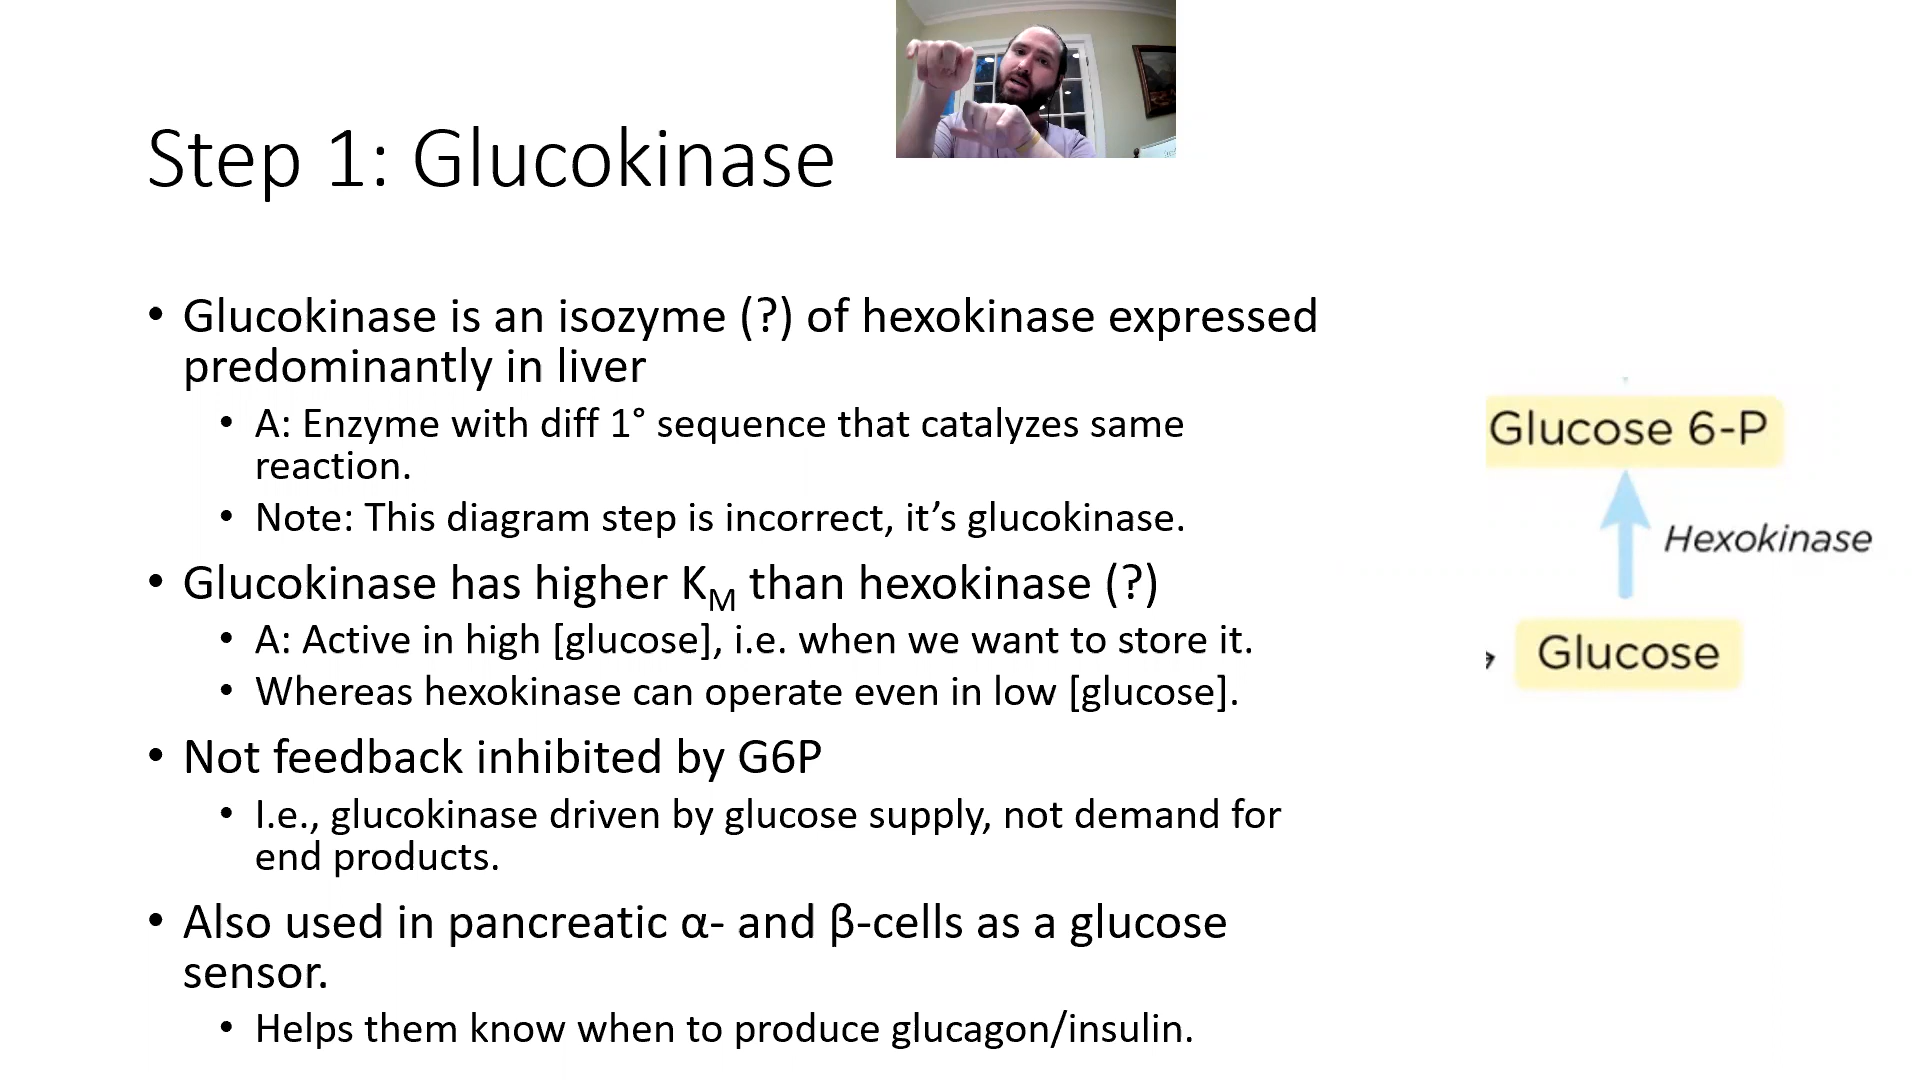 Step 1: Glucokinase
• Glucokinase is an isozyme (?) of hexokinase expressed
predominantly in liver
• A: Enzyme with diff 1° sequence that catalyzes same
reaction.
• Note: This diagram step is incorrect, it’s glucokinase.
• Glucokinase has higher KM than hexokinase (?)
• A: Active in high [glucose], i.e. when we want to store it.
• Whereas hexokinase can operate even in low [glucose].
• Not feedback inhibited by G6P
• I.e., glucokinase driven by glucose supply, not demand for
end products.
• Also used in pancreatic α- and β-cells as a glucose
sensor.
• Helps them know when to produce glucagon/insulin.
Glucose 6-P
Hexokinase
Glucose